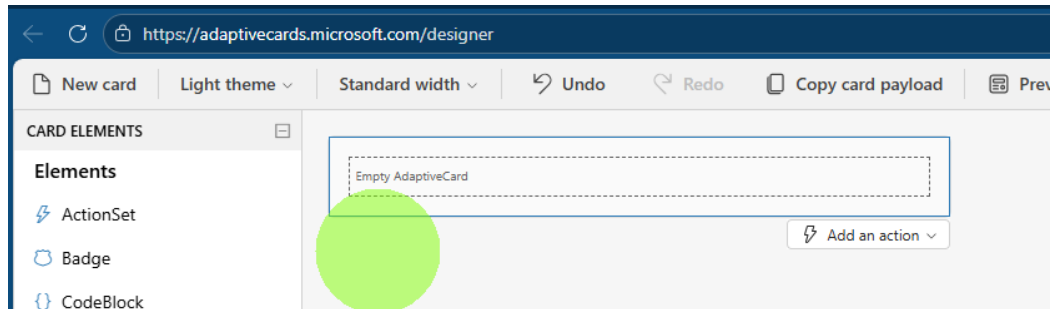 https://adaptivecards.microsoft.com/designer
New card Light theme Standard width Undo Redo Copy card payload Prev
CARD ELEMENTS
Elements
Empty AdaptiveCard
ActionSet
Add an action
Badge
CodeBlock